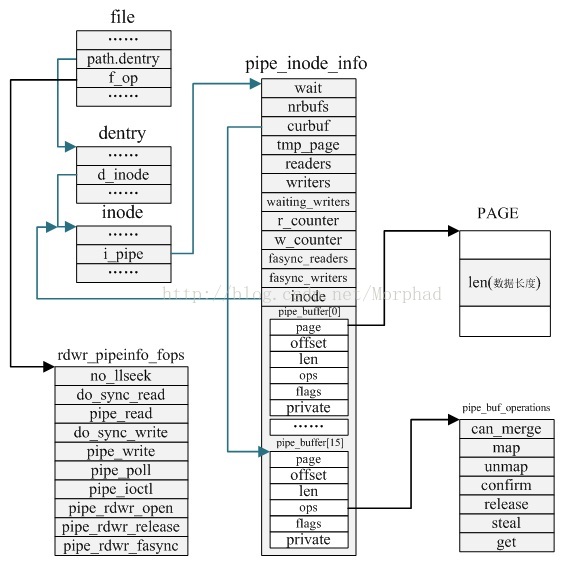 file
……
path.dentry
f_op
……
dentry
……
d_inode
……
inode
……
i_pipe
……
rdwr_pipeinfo_fops
no_llseek
do_sync_read
pipe_read
do_sync_write
pipe_write
pipe_poll
pipe_ioctl
pipe_rdwr_open
pipe_rdwr_release
pipe_rdwr_fasync
pipe_inode_info
wait
nrbufs
curbuf
tmp_page
readers
writers
waiting_writers
r_counter
w_counter
fasync_readers
fasync_writers
inode
http://blog.csdn.net/Morphad
pipe_buffer[0]
page
offset
len
ops
flags
private
……
pipe_buffer[15]
page
offset
len
ops
flags
private
PAGE
len(数据长度)
pipe_buf_operations
can_merge
map
unmap
confirm
release
steal
get